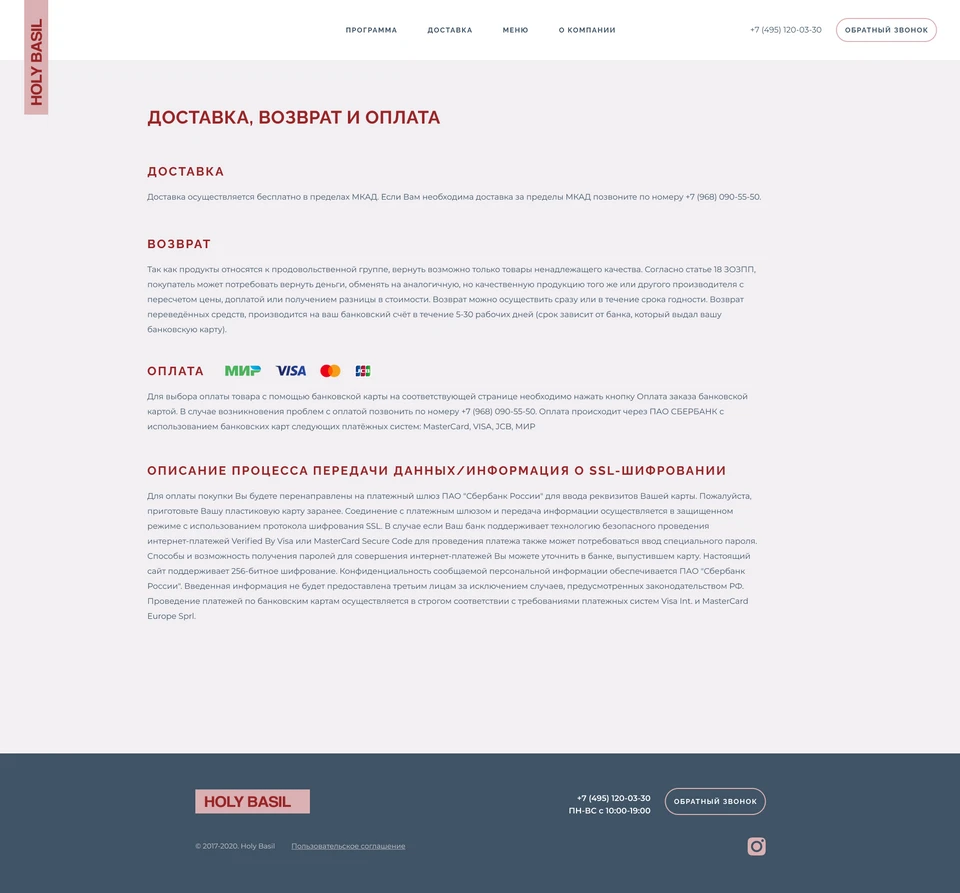 HOLY BASIL
ПРОГРАММА ДОСТАВКА МЕНЮ О КОМПАНИИ +7 (495) 120-03-30 ОБРАТНЫЙ ЗВОНОК
ДОСТАВКА, ВОЗВРАТ И ОПЛАТА
ДОСТАВКА
Доставка осуществляется бесплатно в пределах МКАД. Если Вам необходима доставка за пределы МКАД позвоните по номеру +7 (968) 090-55-50.
ВОЗВРАТ
Так как продукты относятся к продовольственной группе, вернуть возможно только товары ненадлежащего качества. Согласно статье 18 ЗОЗПП,
покупатель может потребовать вернуть деньги, обменять на аналогичную, но качественную продукцию того же или другого производителя с
пересчетом цены, доплатой или получением разницы в стоимости. Возврат можно осуществить сразу или в течение срока годности. Возврат
переведённых средств, производится на ваш банковский счёт в течение 5-30 рабочих дней (срок зависит от банка, который выдал вашу
банковскую карту).
ОПЛАТА МИР VISA JCB
Для выбора оплаты товара с помощью банковской карты на соответствующей странице необходимо нажать кнопку Оплата заказа банковской
картой. В случае возникновения проблем с оплатой позвонить по номеру +7 (968) 090-55-50. Оплата происходит через ПАО СБЕРБАНК с
использованием банковских карт следующих платёжных систем: MasterCard, VISA, JCB, МИР
ОПИСАНИЕ ПРОЦЕССА ПЕРЕДАЧИ ДАННЫХ/ИНФОРМАЦИЯ О SSL-ШИФРОВАНИИ
Для оплаты покупки Вы будете перенаправлены на платежный шлюз ПАО "Сбербанк России" для ввода реквизитов Вашей карты. Пожалуйста,
приготовьте Вашу пластиковую карту заранее. Соединение с платежным шлюзом и передача информации осуществляется в защищенном
режиме с использованием протокола шифрования SSL. В случае если Ваш банк поддерживает технологию безопасного проведения
интернет-платежей Verified By Visa или MasterCard Secure Code для проведения платежа также может потребоваться ввод специального пароля.
Способы и возможность получения паролей для совершения интернет-платежей Вы можете уточнить в банке, выпустившем карту. Настоящий
сайт поддерживает 256-битное шифрование. Конфиденциальность сообщаемой персональной информации обеспечивается ПАО "Сбербанк
России". Введенная информация не будет предоставлена третьим лицам за исключением случаев, предусмотренных законодательством РФ.
Проведение платежей по банковским картам осуществляется в строгом соответствии с требованиями платежных систем Visa Int. и MasterCard
Europe Sprl.
HOLY BASIL
+7 (495) 120-03-30
ПН-ВС с 10:00-19:00
ОБРАТНЫЙ ЗВОНОК
© 2017-2020. Holy Basil Пользовательское соглашение